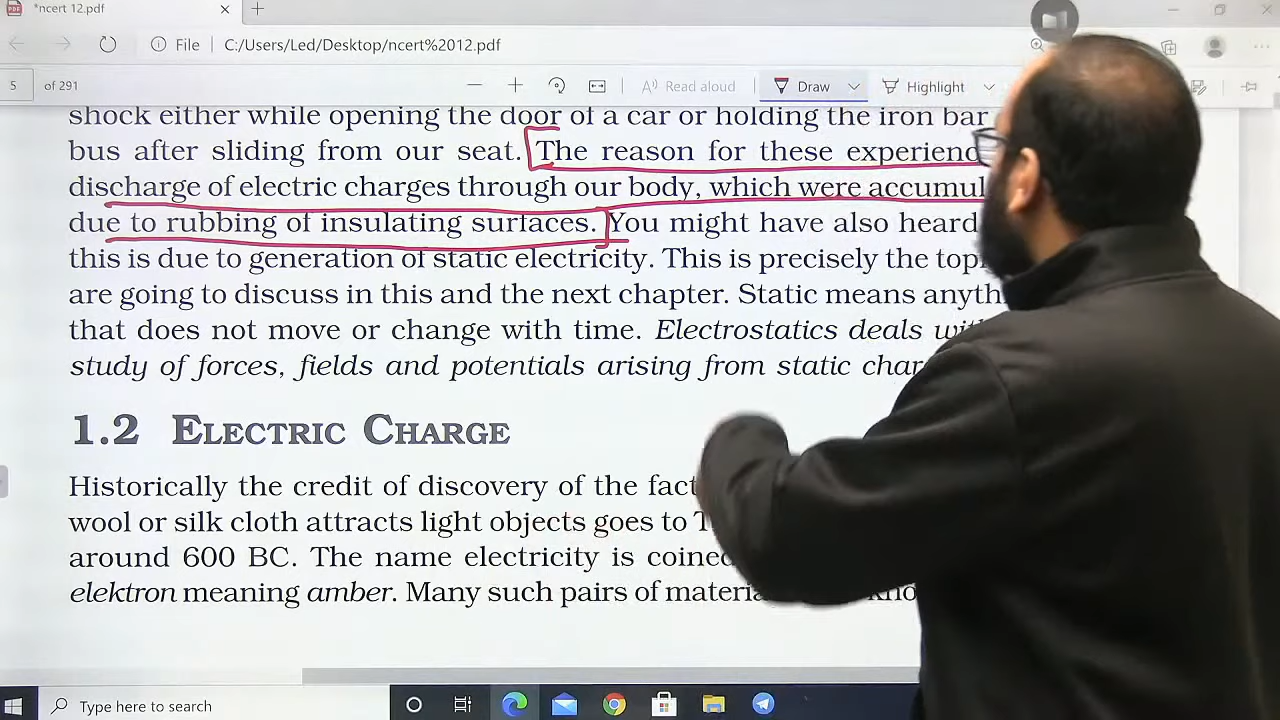 *ncert 12.pdf
File C:/Users/Led/Desktop/ncert%2012.pdf
5 of 291 Read aloud Draw Highlight
shock either while opening the door of a car or holding the iron bar
bus after sliding from our seat. The reason for these
discharge of electric charges through our body, which were
due to rubbing of insulating surfaces. You might have also heard
this is due to generation of static electricity. This is precisely the
are going to discuss in this and the next chapter. Static means
that does not move or change with time. Electrostatics deals
study of forces, fields and potentials arising from static
1.2 ELECTRIC CHARGE
Historically the credit of discovery of the fact
wool or silk cloth attracts light objects goes to
around 600 BC. The name electricity is coined
elektron meaning amber. Many such pairs of
Type here to search